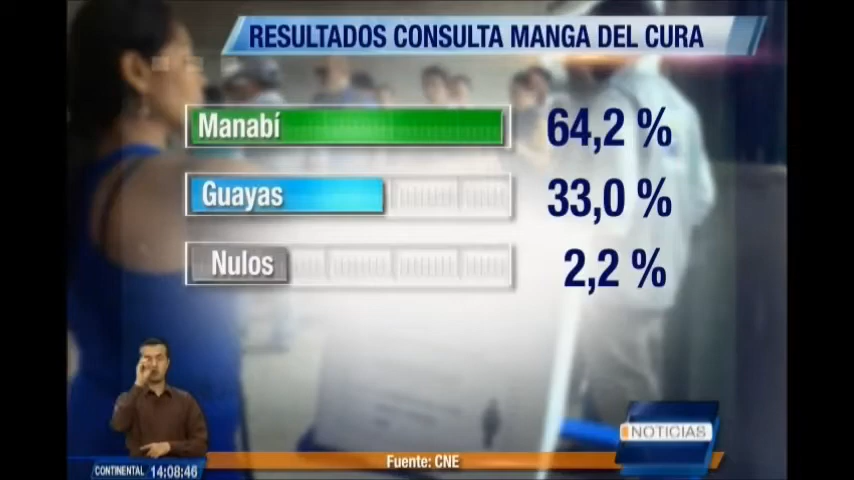 RESULTADOS CONSULTA MANGA DEL CURA
Manabí 64,2 %
Guayas 33,0 %
Nulos 2,2 %
NOTICIAS
Fuente: CNE
CONTINENTAL 14:08:46